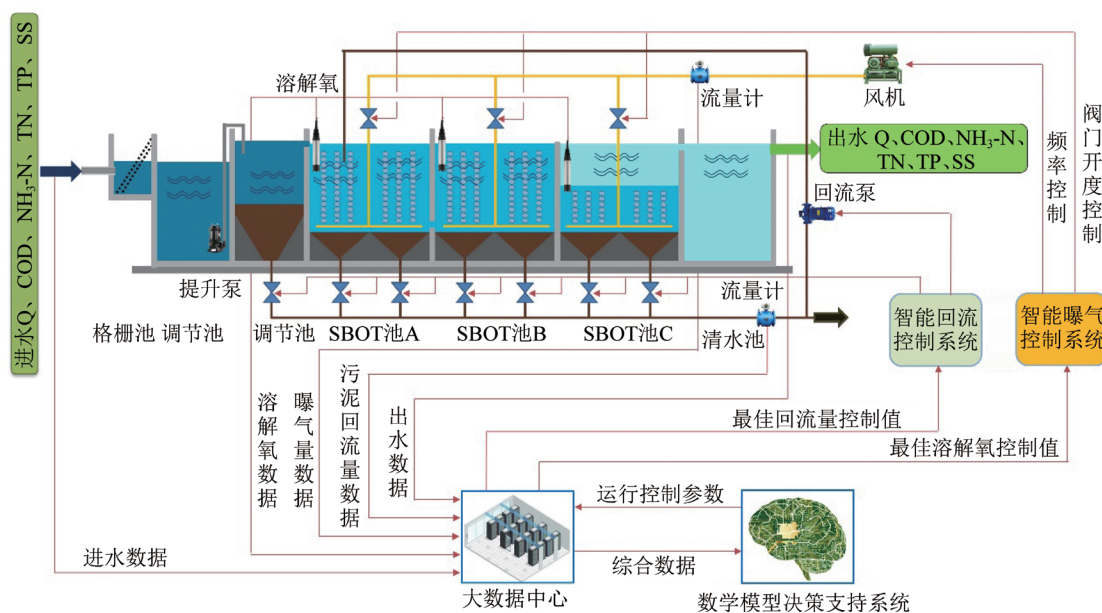 进水Q、COD、NH₃-N、TN、TP、SS
溶解氧
流量计
风机
频率控制
阀门开度控制
出水 Q、COD、NH₃-N、
TN、TP、SS
回流泵
提升泵
流量计
格栅池 调节池
调节池
SBOT池A
SBOT池B
SBOT池C
清水池
智能回流
控制系统
智能曝气
控制系统
溶解氧数据
曝气量数据
污泥回流量数据
出水数据
最佳回流量控制值
最佳溶解氧控制值
运行控制参数
进水数据
综合数据
大数据中心
数学模型决策支持系统